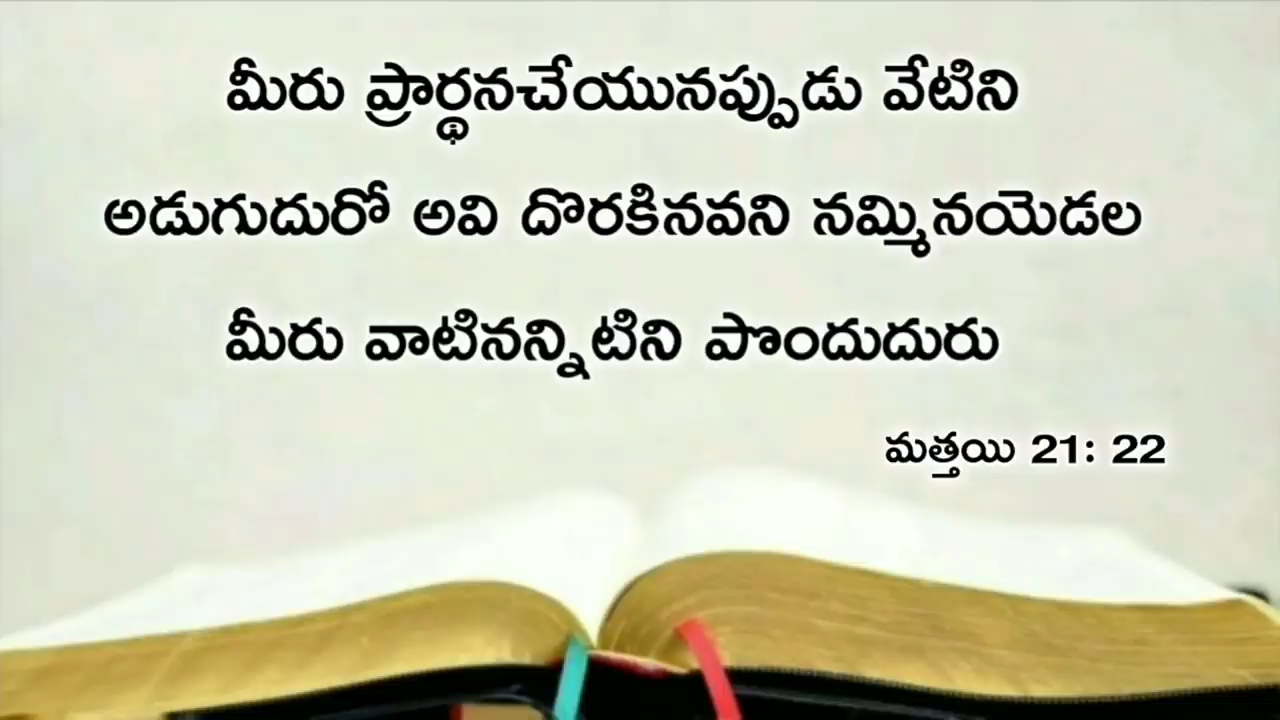 మీరు ప్రార్థనచేయునప్పుడు వేటిని
అడుగుదురో అవి దొరకినవని నమ్మినయెడల
మీరు వాటినన్నిటిని పొందుదురు
మత్తయి 21: 22